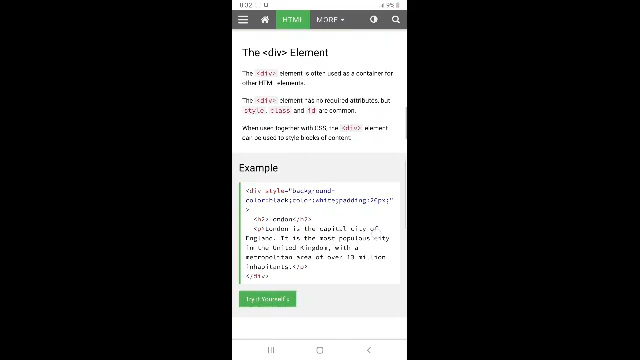 8:32
9%
HTML MORE
The <div> Element
The <div> element is often used as a container for
other HTML elements.
The <div> element has no required attributes, but
style, class and id are common.
When used together with CSS, the <div> element
can be used to style blocks of content:
Example
<div style="background-
color:black;color:white;padding:20px;"
>
<h2>London</h2>
<p>London is the capital city of
England. It is the most populous city
in the United Kingdom, with a
metropolitan area of over 13 million
inhabitants.</p>
</div>
Try it Yourself »